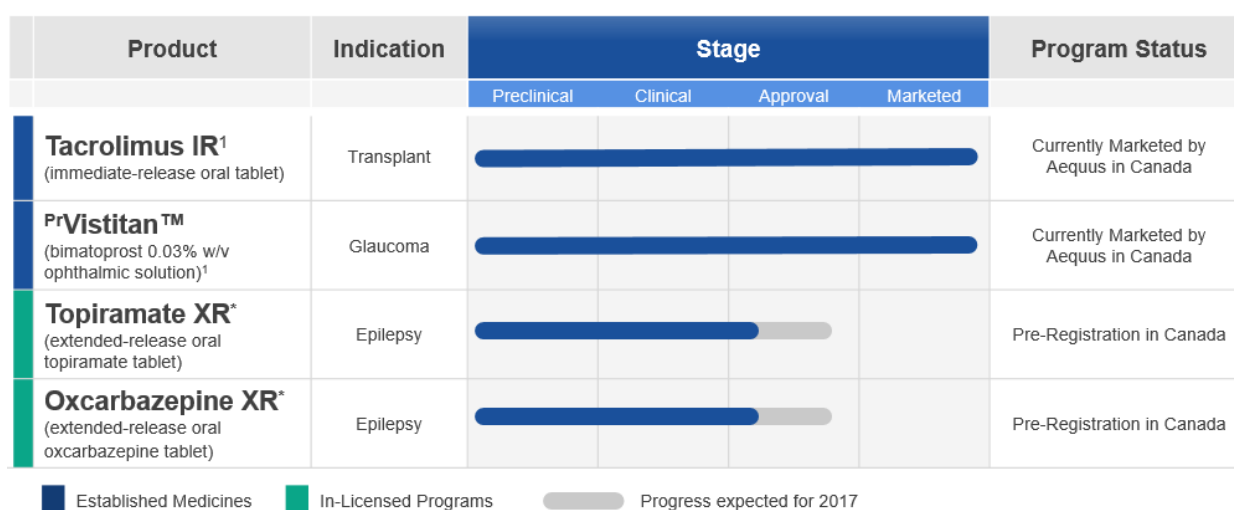 Product Indication Stage Program Status
Preclinical Clinical Approval Marketed
Tacrolimus IR¹
(immediate-release oral tablet)
Transplant
Currently Marketed by
Aequus in Canada
ᴾʳVistitan™
(bimatoprost 0.03% w/v
ophthalmic solution)¹
Glaucoma
Currently Marketed by
Aequus in Canada
Topiramate XR*
(extended-release oral
topiramate tablet)
Epilepsy
Pre-Registration in Canada
Oxcarbazepine XR*
(extended-release oral
oxcarbazepine tablet)
Epilepsy
Pre-Registration in Canada
Established Medicines In-Licensed Programs Progress expected for 2017